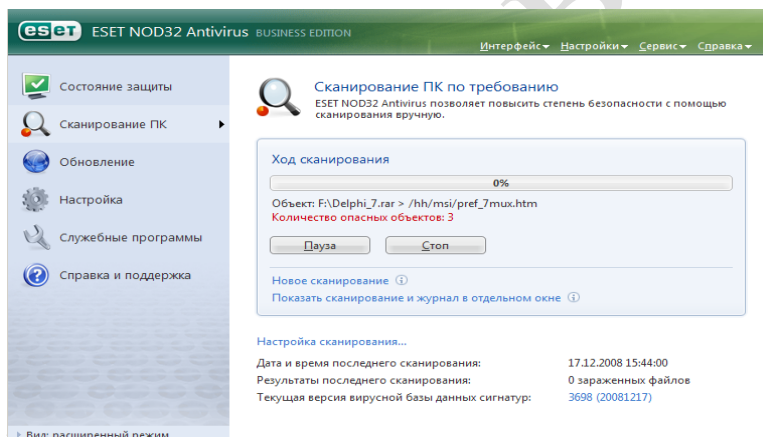 eset ESET NOD32 Antivirus BUSINESS EDITION
Интерфейс Настройки Сервис Справка
Состояние защиты
Сканирование ПК
Обновление
Настройка
Служебные программы
Справка и поддержка
Вид: расширенный режим
Сканирование ПК по требованию
ESET NOD32 Antivirus позволяет повысить степень безопасности с помощью
сканирования вручную.
Ход сканирования
0%
Объект: F:\Delphi_7.rar > /hh/msi/pref_7mux.htm
Количество опасных объектов: 3
Пауза Стоп
Новое сканирование
Показать сканирование и журнал в отдельном окне
Настройка сканирования...
Дата и время последнего сканирования: 17.12.2008 15:44:00
Результаты последнего сканирования: 0 зараженных файлов
Текущая версия вирусной базы данных сигнатур: 3698 (20081217)